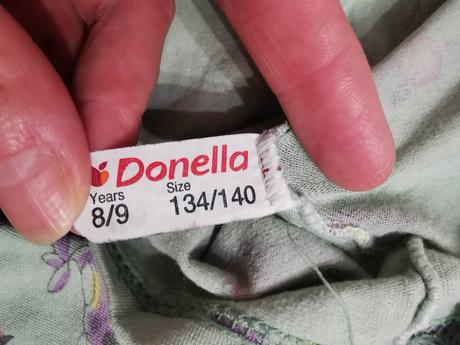 Donella
Years Size
8/9 134/140